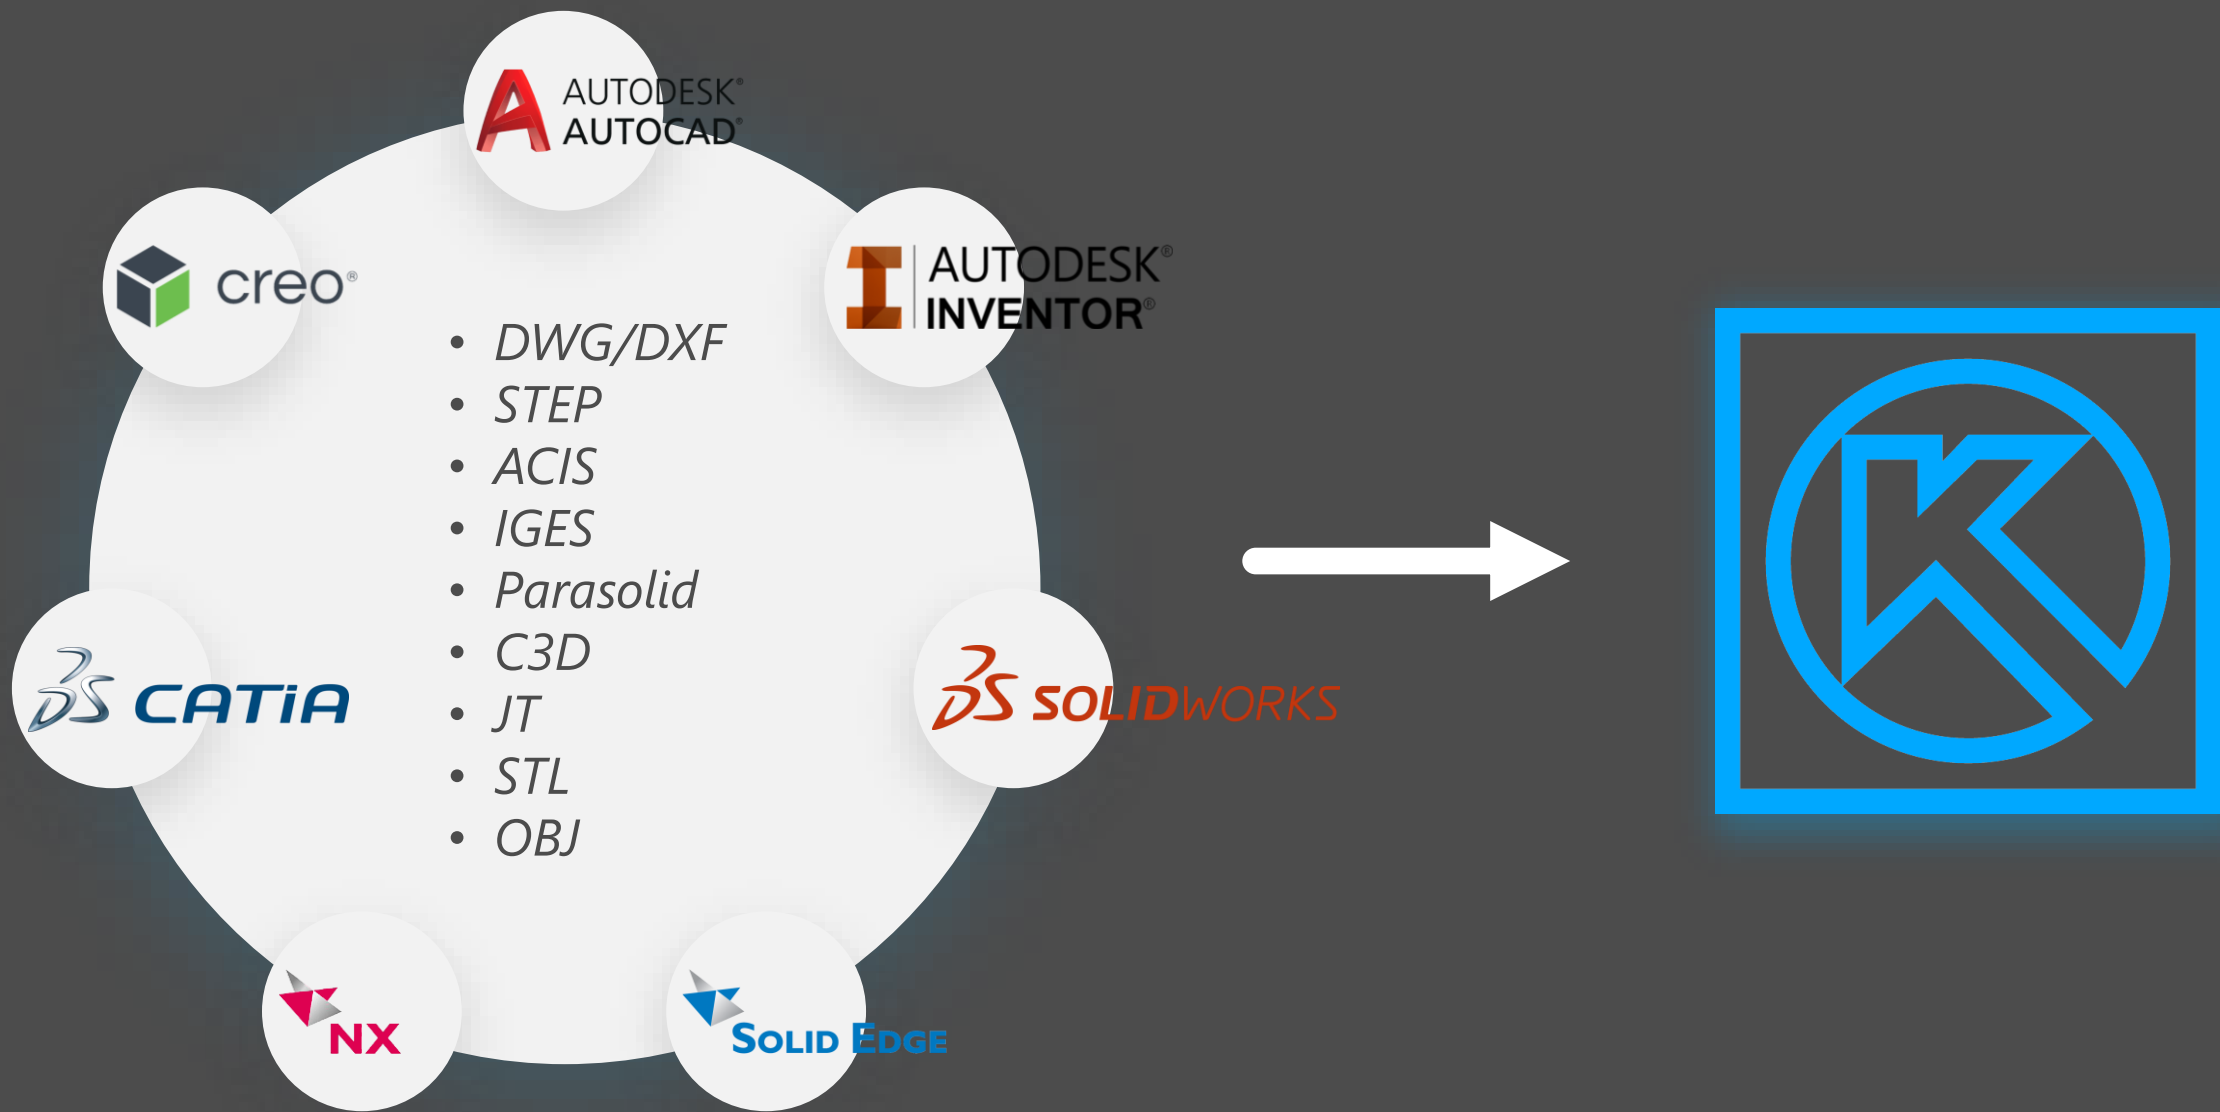 AUTODESK®
AUTOCAD®
creo®
AUTODESK®
INVENTOR®
• DWG/DXF
• STEP
• ACIS
• IGES
• Parasolid
• C3D
• JT
• STL
• OBJ
CATIA
SOLIDWORKS
NX
SOLID EDGE